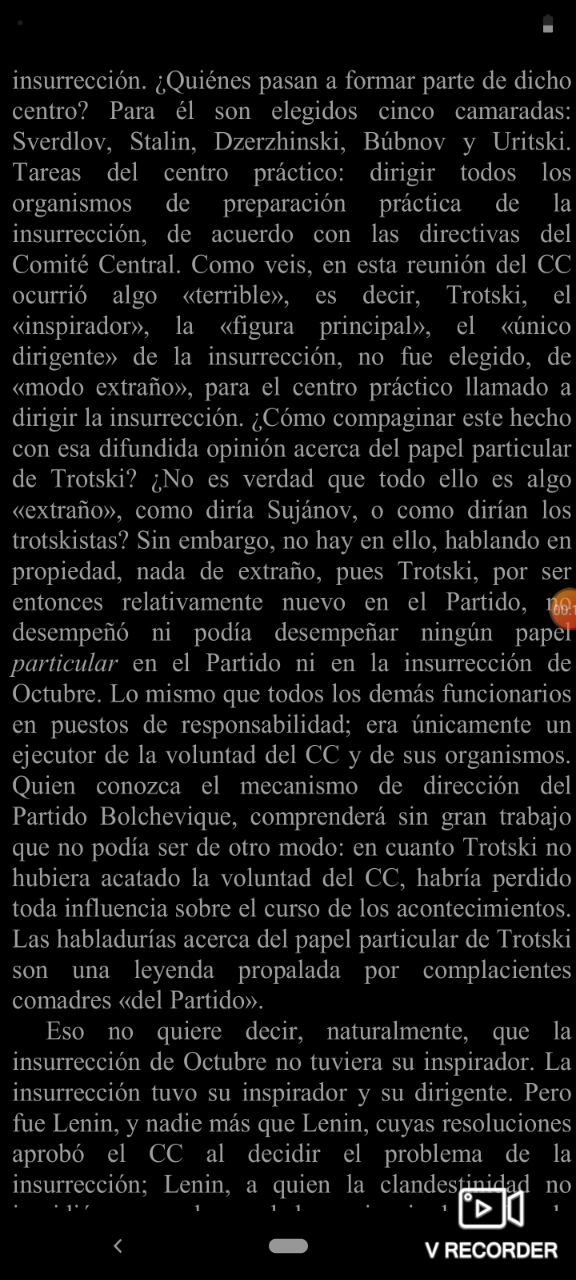 insurrección. ¿Quiénes pasan a formar parte de dicho
centro? Para él son elegidos cinco camaradas:
Sverdlov, Stalin, Dzerzhinski, Búbnov y Uritski.
Tareas del centro práctico: dirigir todos los
organismos de preparación práctica de la
insurrección, de acuerdo con las directivas del
Comité Central. Como veis, en esta reunión del CC
ocurrió algo «terrible», es decir, Trotski, el
«inspirador», la «figura principal», el «único
dirigente» de la insurrección, no fue elegido, de
«modo extraño», para el centro práctico llamado a
dirigir la insurrección. ¿Cómo compaginar este hecho
con esa difundida opinión acerca del papel particular
de Trotski? ¿No es verdad que todo ello es algo
«extraño», como diría Sujánov, o como dirían los
trotskistas? Sin embargo, no hay en ello, hablando en
propiedad, nada de extraño, pues Trotski, por ser
entonces relativamente nuevo en el Partido, no
desempeñó ni podía desempeñar ningún papel
particular en el Partido ni en la insurrección de
Octubre. Lo mismo que todos los demás funcionarios
en puestos de responsabilidad; era únicamente un
ejecutor de la voluntad del CC y de sus organismos.
Quien conozca el mecanismo de dirección del
Partido Bolchevique, comprenderá sin gran trabajo
que no podía ser de otro modo: en cuanto Trotski no
hubiera acatado la voluntad del CC, habría perdido
toda influencia sobre el curso de los acontecimientos.
Las habladurías acerca del papel particular de Trotski
son una leyenda propalada por complacientes
comadres «del Partido».
Eso no quiere decir, naturalmente, que la
insurrección de Octubre no tuviera su inspirador. La
insurrección tuvo su inspirador y su dirigente. Pero
fue Lenin, y nadie más que Lenin, cuyas resoluciones
aprobó el CC al decidir el problema de la
insurrección; Lenin, a quien la clandestinidad no
V RECORDER